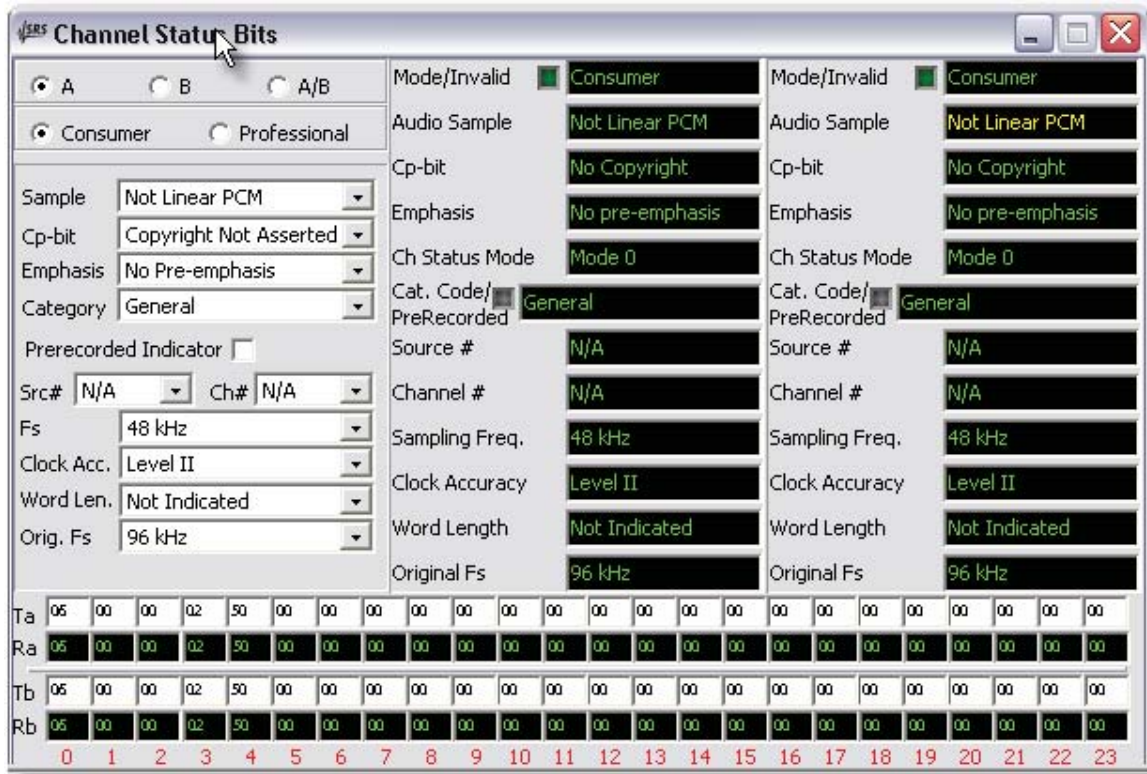 SRS Channel Status Bits
A B A/B
Consumer Professional
Sample Not Linear PCM
Cp-bit Copyright Not Asserted
Emphasis No Pre-emphasis
Category General
Prerecorded Indicator
Src# N/A Ch# N/A
Fs 48 kHz
Clock Acc. Level II
Word Len. Not Indicated
Orig. Fs 96 kHz
Mode/Invalid Consumer
Audio Sample Not Linear PCM
Cp-bit No Copyright
Emphasis No pre-emphasis
Ch Status Mode Mode 0
Cat. Code/
PreRecorded General
Source # N/A
Channel # N/A
Sampling Freq. 48 kHz
Clock Accuracy Level II
Word Length Not Indicated
Original Fs 96 kHz
Mode/Invalid Consumer
Audio Sample Not Linear PCM
Cp-bit No Copyright
Emphasis No pre-emphasis
Ch Status Mode Mode 0
Cat. Code/
PreRecorded General
Source # N/A
Channel # N/A
Sampling Freq. 48 kHz
Clock Accuracy Level II
Word Length Not Indicated
Original Fs 96 kHz
Ta 06 00 00 02 50 00 00 00 00 00 00 00 00 00 00 00 00 00 00 00 00 00 00 00
Ra 06 00 00 02 50 00 00 00 00 00 00 00 00 00 00 00 00 00 00 00 00 00 00 00
Tb 06 00 00 02 50 00 00 00 00 00 00 00 00 00 00 00 00 00 00 00 00 00 00 00
Rb 06 00 00 02 50 00 00 00 00 00 00 00 00 00 00 00 00 00 00 00 00 00 00 00
0 1 2 3 4 5 6 7 8 9 10 11 12 13 14 15 16 17 18 19 20 21 22 23